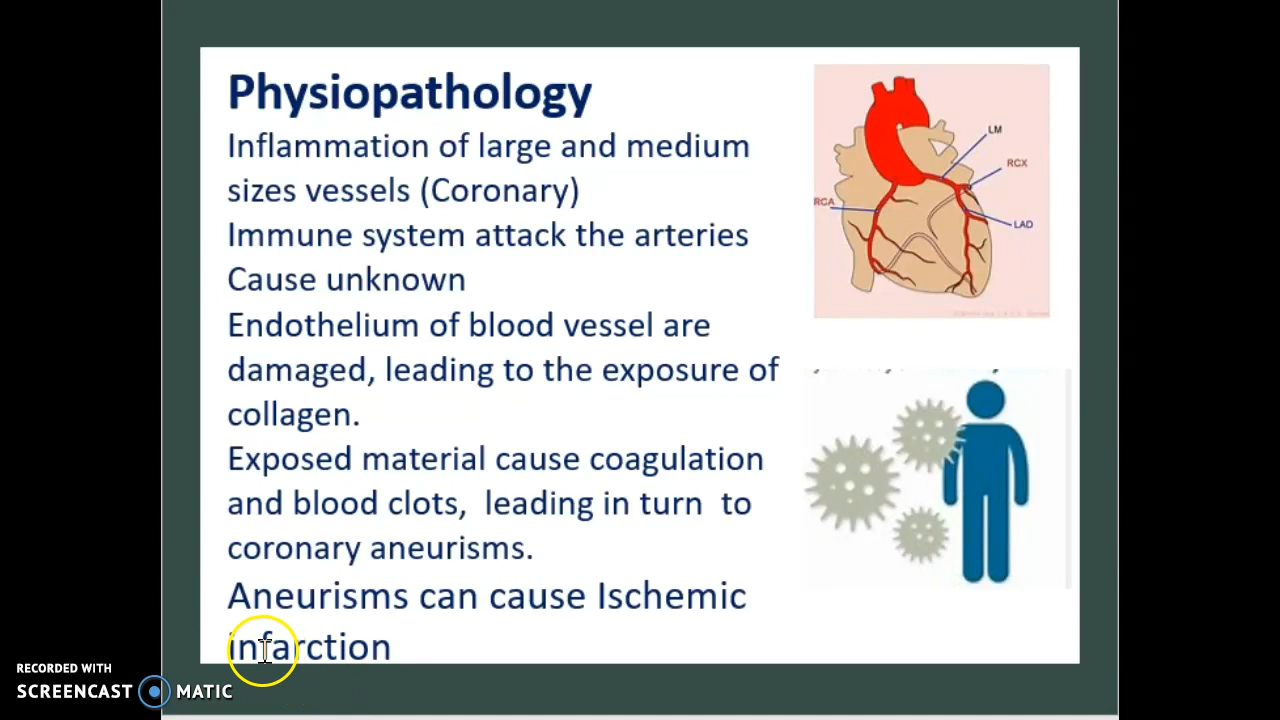 Physiopathology
Inflammation of large and medium
sizes vessels (Coronary)
Immune system attack the arteries
Cause unknown
Endothelium of blood vessel are
damaged, leading to the exposure of
collagen.
Exposed material cause coagulation
and blood clots,  leading in turn  to
coronary aneurisms.
Aneurisms can cause Ischemic
infarction
LM
RCX
RCA
LAD
RECORDED WITH
SCREENCAST MATIC